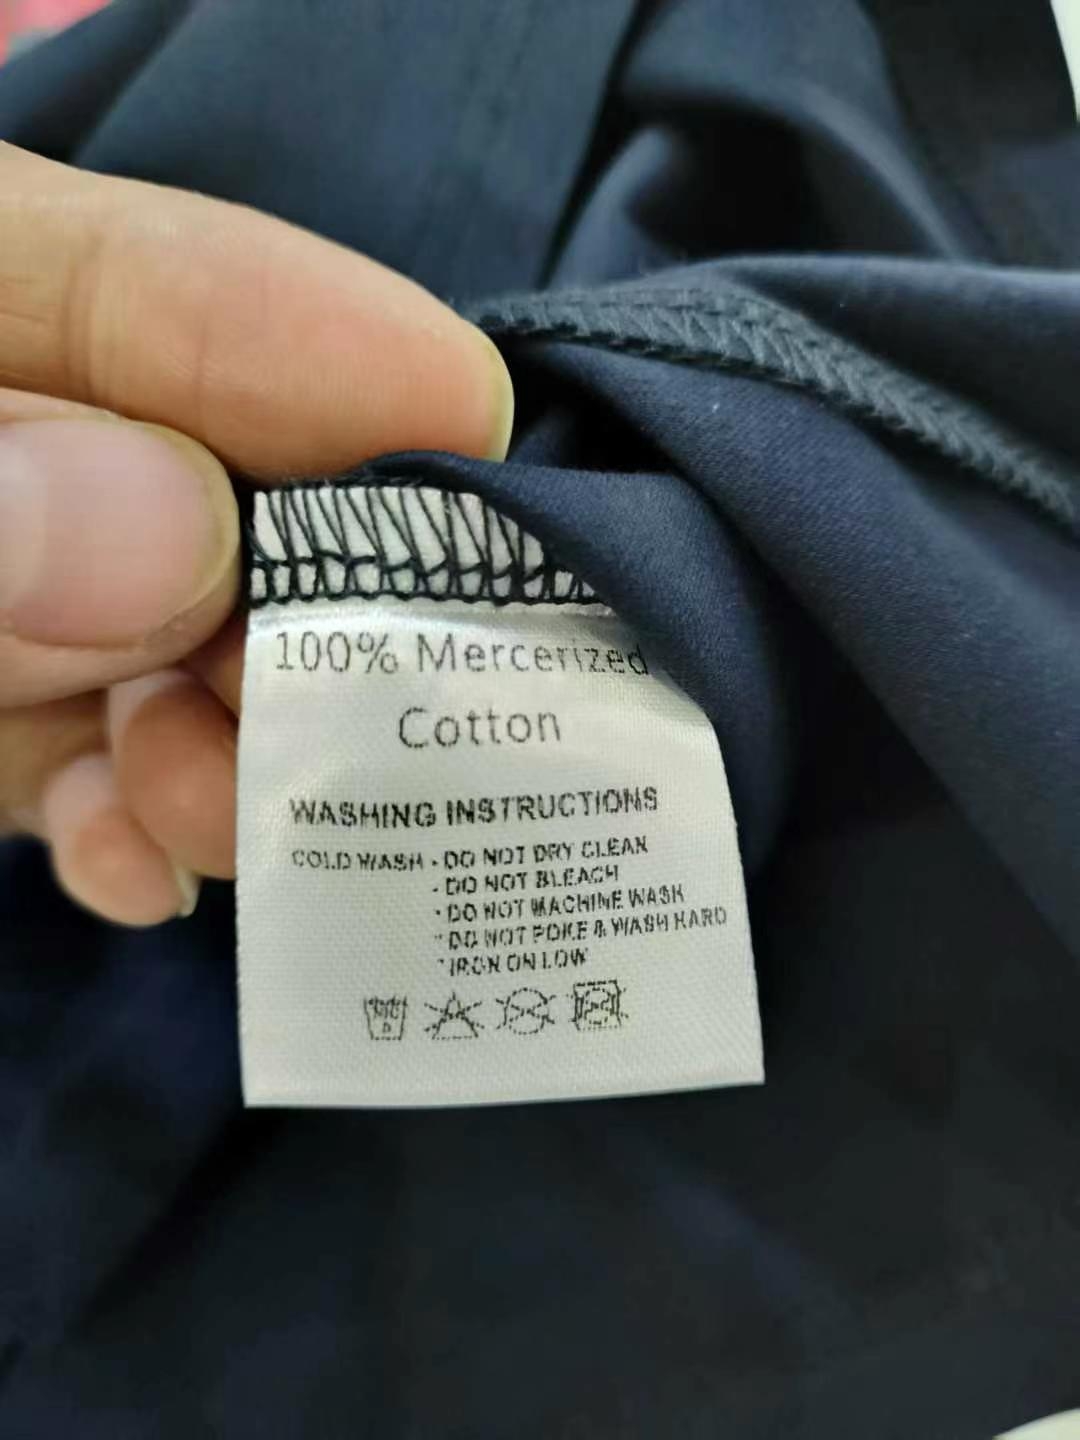 100% Mercerized
Cotton
WASHING INSTRUCTIONS
COLD WASH - DO NOT DRY CLEAN
- DO NOT BLEACH
- DO NOT MACHINE WASH
- DO NOT POKE & WASH HARD
- IRON ON LOW